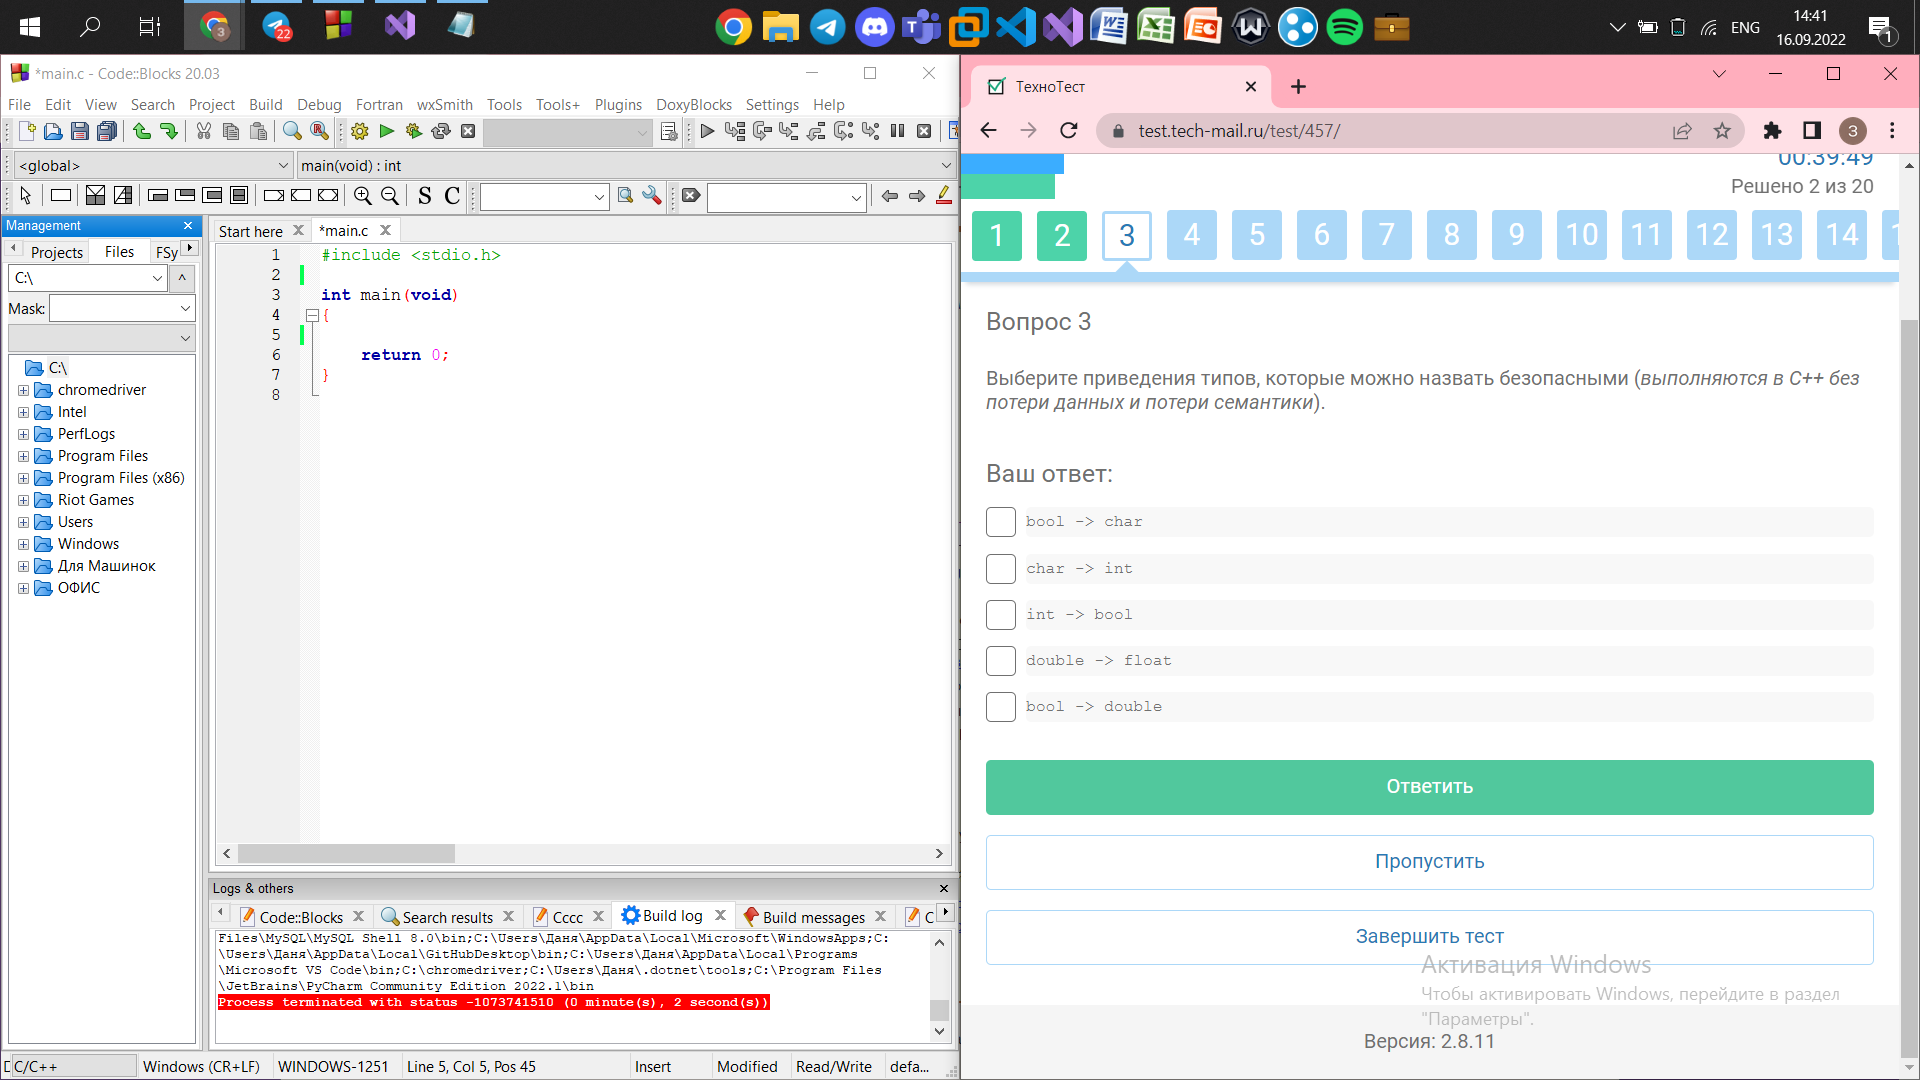 3
22
ENG
14:41
16.09.2022
1
*main.c - Code::Blocks 20.03
File Edit View Search Project Build Debug Fortran wxSmith Tools Tools+ Plugins DoxyBlocks Settings Help
<global>
main(void) : int
S C
Management
Projects Files FSy
C:\
^
Mask:
C:\
chromedriver
Intel
PerfLogs
Program Files
Program Files (x86)
Riot Games
Users
Windows
Для Машинок
ОФИС
Start here *main.c
1 #include <stdio.h>
2
3 int main(void)
4 {
5
6 return 0;
7 }
8
Logs & others
Code::Blocks Search results Cccc Build log Build messages C
Files\MySQL\MySQL Shell 8.0\bin;C:\Users\Даня\AppData\Local\Microsoft\WindowsApps;C:
\Users\Даня\AppData\Local\GitHubDesktop\bin;C:\Users\Даня\AppData\Local\Programs
\Microsoft VS Code\bin;C:\chromedriver;C:\Users\Даня\.dotnet\tools;C:\Program Files
\JetBrains\PyCharm Community Edition 2022.1\bin
Process terminated with status -1073741510 (0 minute(s), 2 second(s))
C/C++ Windows (CR+LF) WINDOWS-1251 Line 5, Col 5, Pos 45 Insert Modified Read/Write defa...
ТехноТест
test.tech-mail.ru/test/457/
3
00:39:49
Решено 2 из 20
1 2 3 4 5 6 7 8 9 10 11 12 13 14
Вопрос 3
Выберите приведения типов, которые можно назвать безопасными (выполняются в C++ без
потери данных и потери семантики).
Ваш ответ:
bool -> char
char -> int
int -> bool
double -> float
bool -> double
Ответить
Пропустить
Завершить тест
Активация Windows
Чтобы активировать Windows, перейдите в раздел
"Параметры".
Версия: 2.8.11